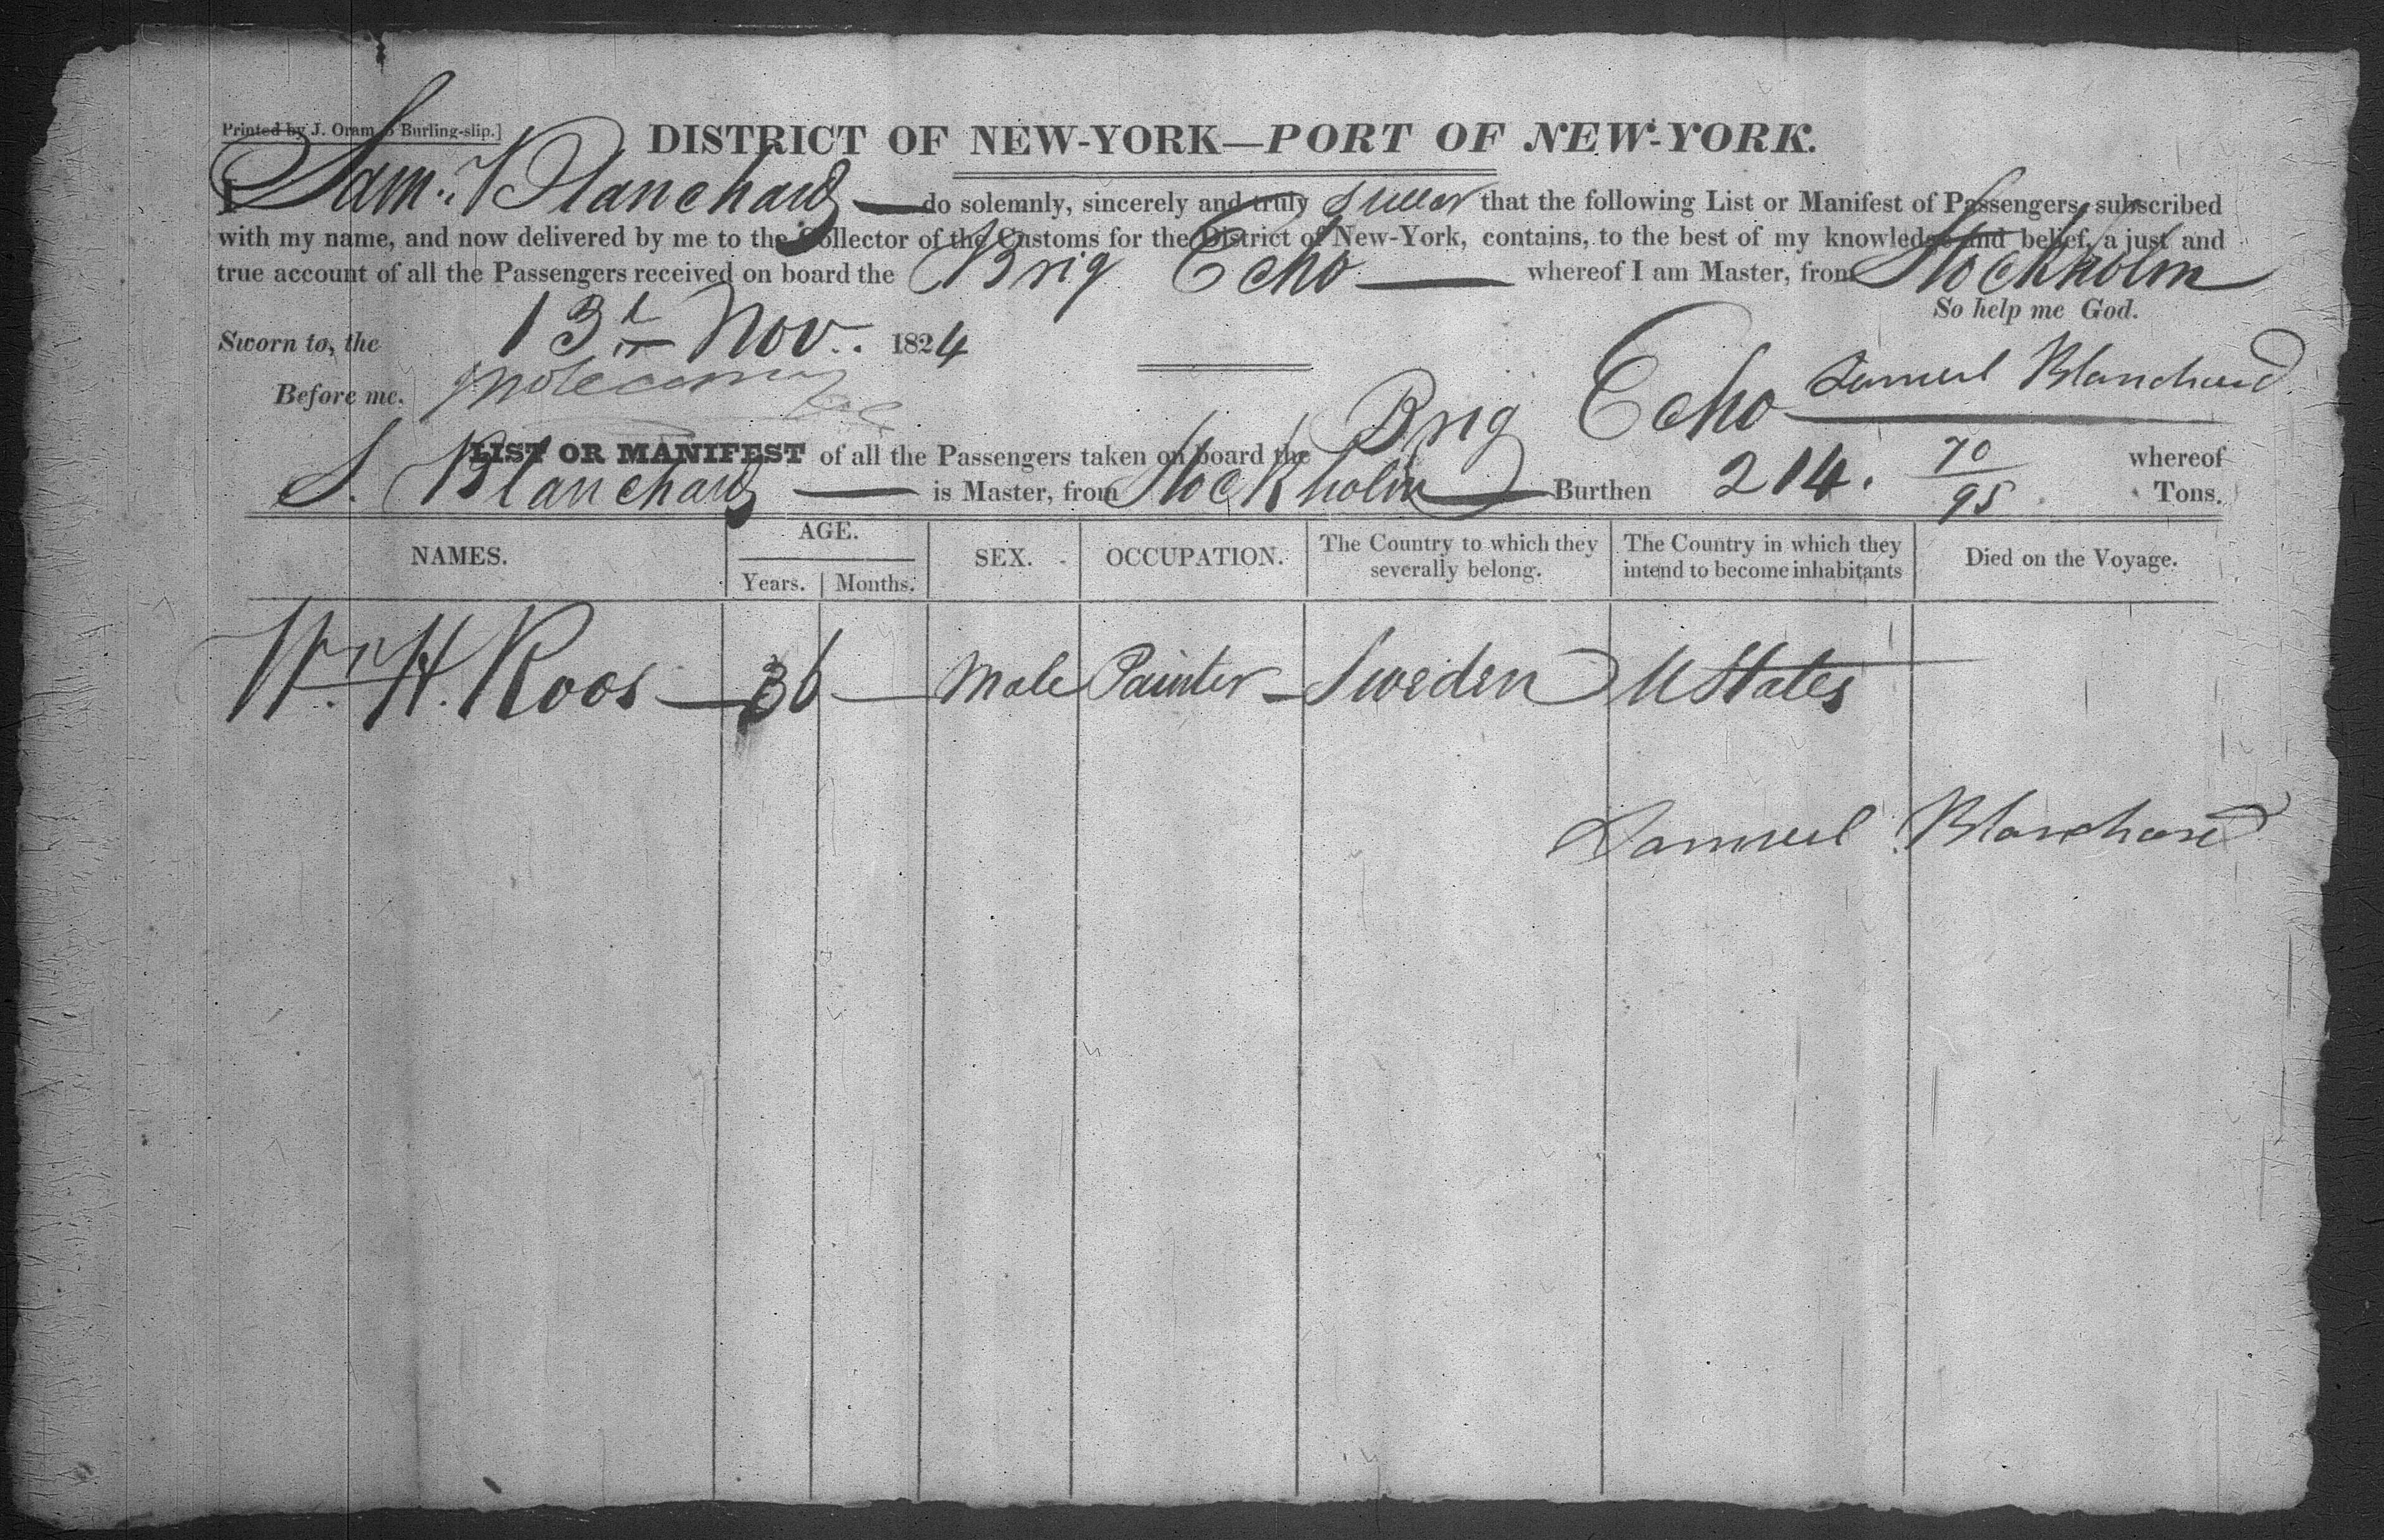 Printed by J. Oram, Burling-slip.]
DISTRICT OF NEW-YORK—PORT OF NEW-YORK.
I Sam. Blanchard — do solemnly, sincerely and truly swear that the following List or Manifest of Passengers, subscribed
with my name, and now delivered by me to the Collector of the Customs for the District of New-York, contains, to the best of my knowledge and belief, a just and
true account of all the Passengers received on board the Brig Echo — whereof I am Master, from Stockholm
So help me God.
Sworn to, the 13th Nov. 1824
Samuel Blanchard
Before me.
LIST OR MANIFEST of all the Passengers taken on board the Brig Echo whereof
S. Blanchard — is Master, from Stockholm — Burthen 214. 70/95 Tons.
NAMES. AGE. Years. Months. SEX. OCCUPATION. The Country to which they severally belong. The Country in which they intend to become inhabitants Died on the Voyage.
Wm. H. Roos — 36 — Male Painter — Sweden U States
Samuel Blanchard